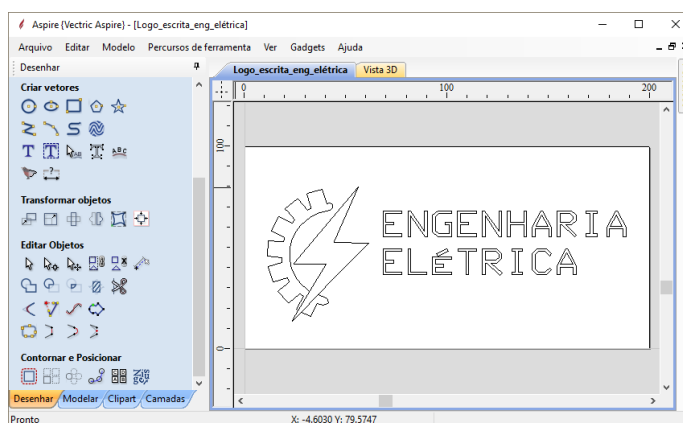 Aspire {Vectric Aspire} - [Logo_escrita_eng_elétrica]
Arquivo Editar Modelo Percursos de ferramenta Ver Gadgets Ajuda
Desenhar
Logo_escrita_eng_elétrica Vista 3D
Criar vetores
0 100 200
100
0
ENGENHARIA
ELéTRICA
Transformar objetos
Editar Objetos
Contornar e Posicionar
Desenhar Modelar Clipart Camadas
Pronto
X: -4.6030 Y: 79.5747